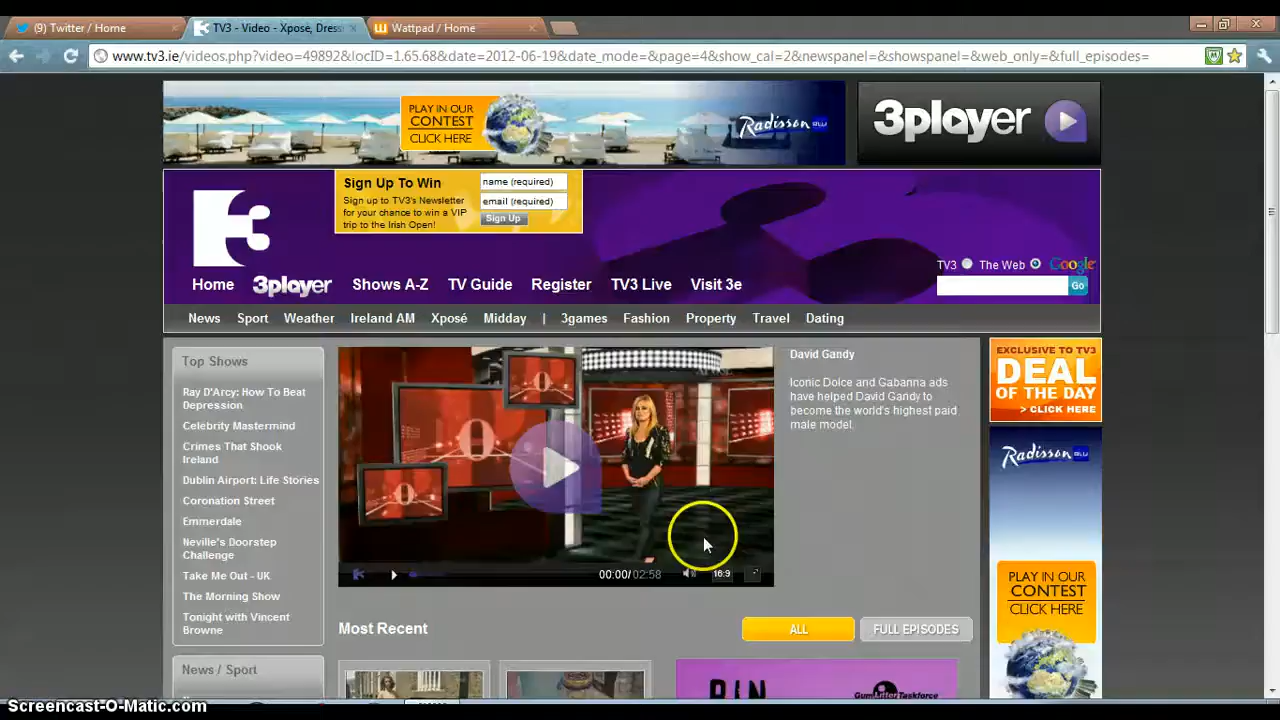 (9) Twitter / Home
TV3 - Video - Xposé, Dress
Wattpad / Home
www.tv3.ie/videos.php?video=49892&locID=1.65.68&date=2012-06-19&date_mode=&page=4&show_cal=2&newspanel=&showspanel=&web_only=&full_episodes=
PLAY IN OUR
CONTEST
CLICK HERE
Radisson BLU
3player
Sign Up To Win
Sign up to TV3's Newsletter
for your chance to win a VIP
trip to the Irish Open!
name (required)
email (required)
Sign Up
3
TV3 The Web Google
Go
Home 3player Shows A-Z TV Guide Register TV3 Live Visit 3e
News Sport Weather Ireland AM Xposé Midday | 3games Fashion Property Travel Dating
Top Shows
Ray D'Arcy: How To Beat
Depression
Celebrity Mastermind
Crimes That Shook
Ireland
Dublin Airport: Life Stories
Coronation Street
Emmerdale
Neville's Doorstep
Challenge
Take Me Out - UK
The Morning Show
Tonight with Vincent
Browne
News / Sport
00:00/02:58
16:9
David Gandy
Iconic Dolce and Gabanna ads
have helped David Gandy to
become the world's highest paid
male model.
Most Recent
ALL
FULL EPISODES
EXCLUSIVE TO TV3
DEAL
OF THE DAY
> CLICK HERE
Radisson BLU
PLAY IN OUR
CONTEST
CLICK HERE
BIN
GumLitterTaskforce
Screencast-O-Matic.com